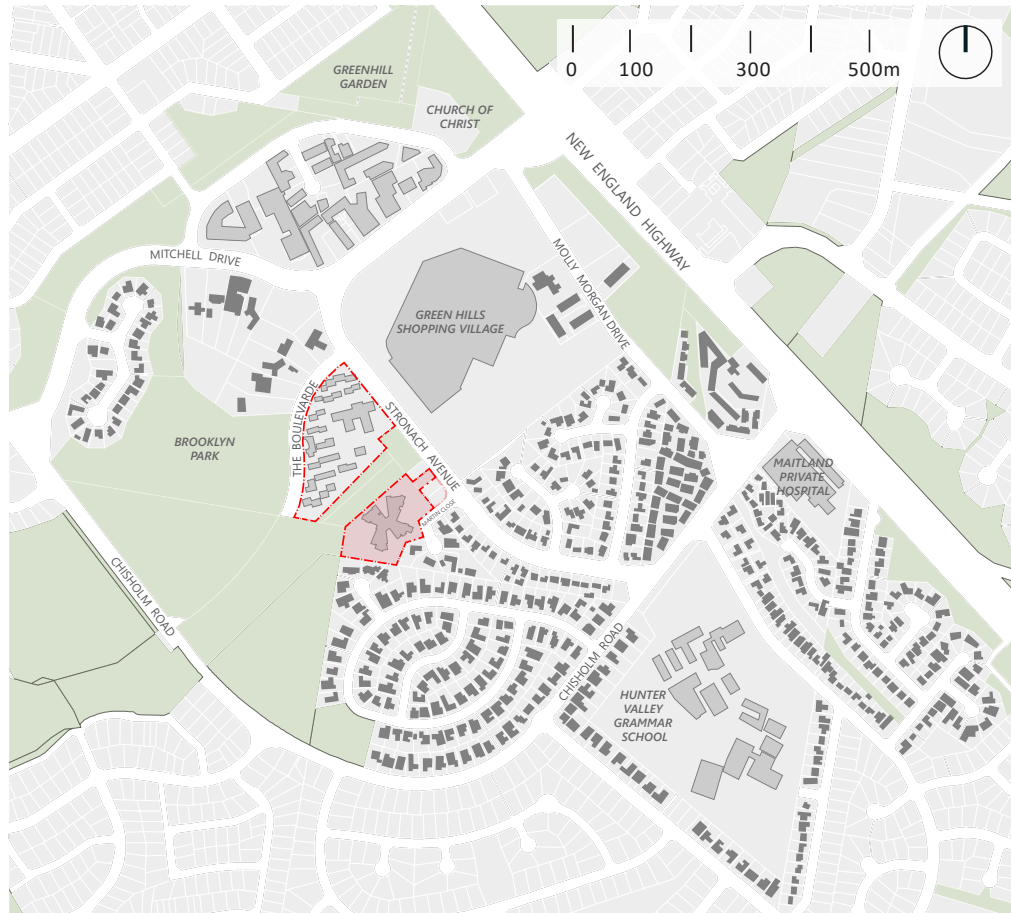 0 100 300 500m
GREENHILL
GARDEN
CHURCH OF
CHRIST
NEW ENGLAND HIGHWAY
MITCHELL DRIVE
MOLLY MORGAN DRIVE
GREEN HILLS
SHOPPING VILLAGE
THE BOULEVARDE
STRONACH AVENUE
BROOKLYN
PARK
MAITLAND
PRIVATE
HOSPITAL
MARTIN CLOSE
CHISHOLM ROAD
CHISHOLM ROAD
HUNTER
VALLEY
GRAMMAR
SCHOOL